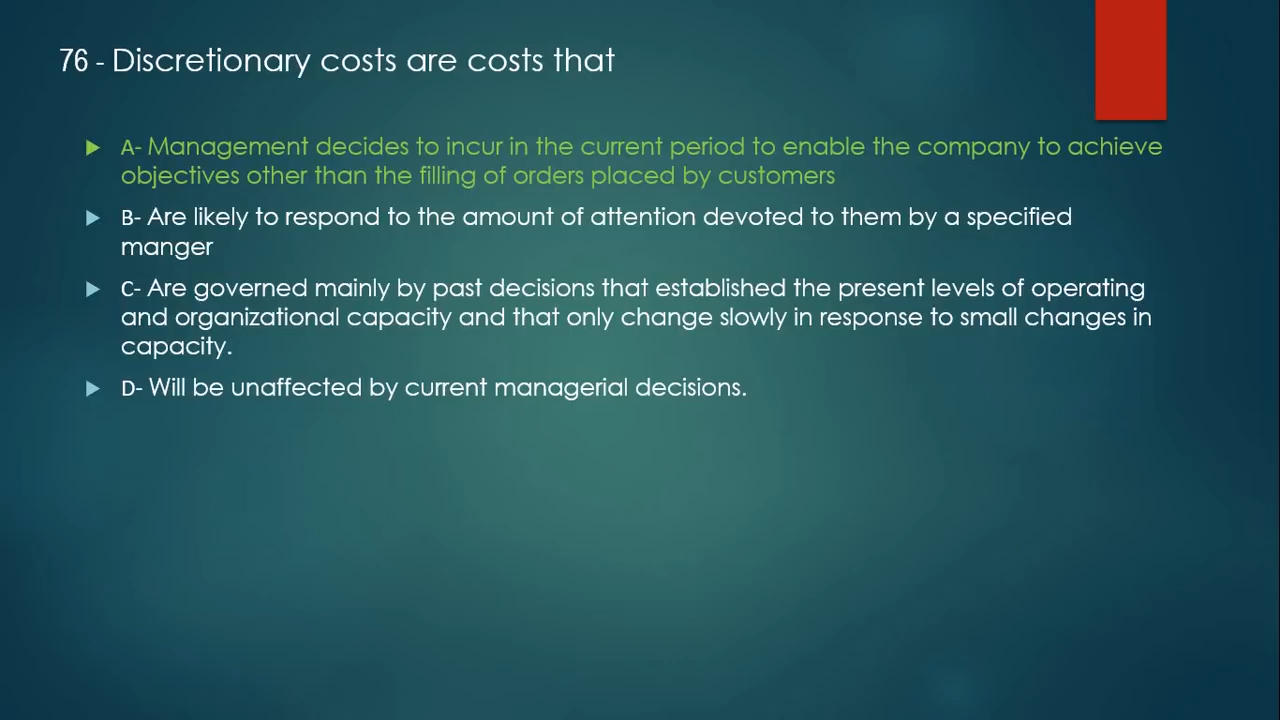 76 - Discretionary costs are costs that
A- Management decides to incur in the current period to enable the company to achieve
objectives other than the filling of orders placed by customers
B- Are likely to respond to the amount of attention devoted to them by a specified
manger
C- Are governed mainly by past decisions that established the present levels of operating
and organizational capacity and that only change slowly in response to small changes in
capacity.
D- Will be unaffected by current managerial decisions.